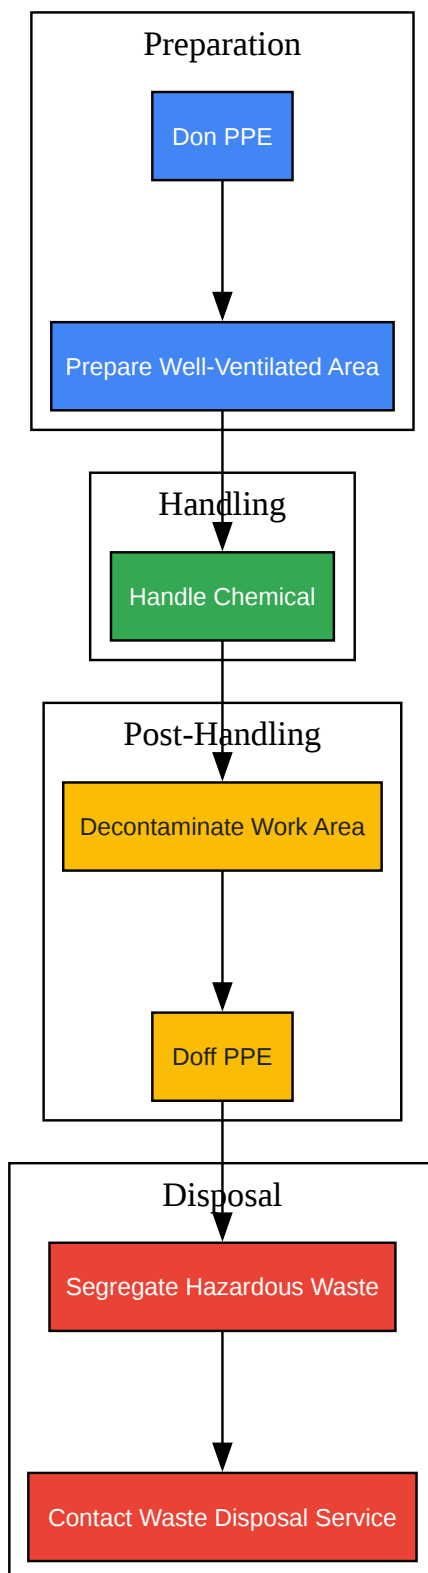 Preparation
Don PPE
Prepare Well-Ventilated Area
Handling
Handle Chemical
Post-Handling
Decontaminate Work Area
Doff PPE
Disposal
Segregate Hazardous Waste
Contact Waste Disposal Service